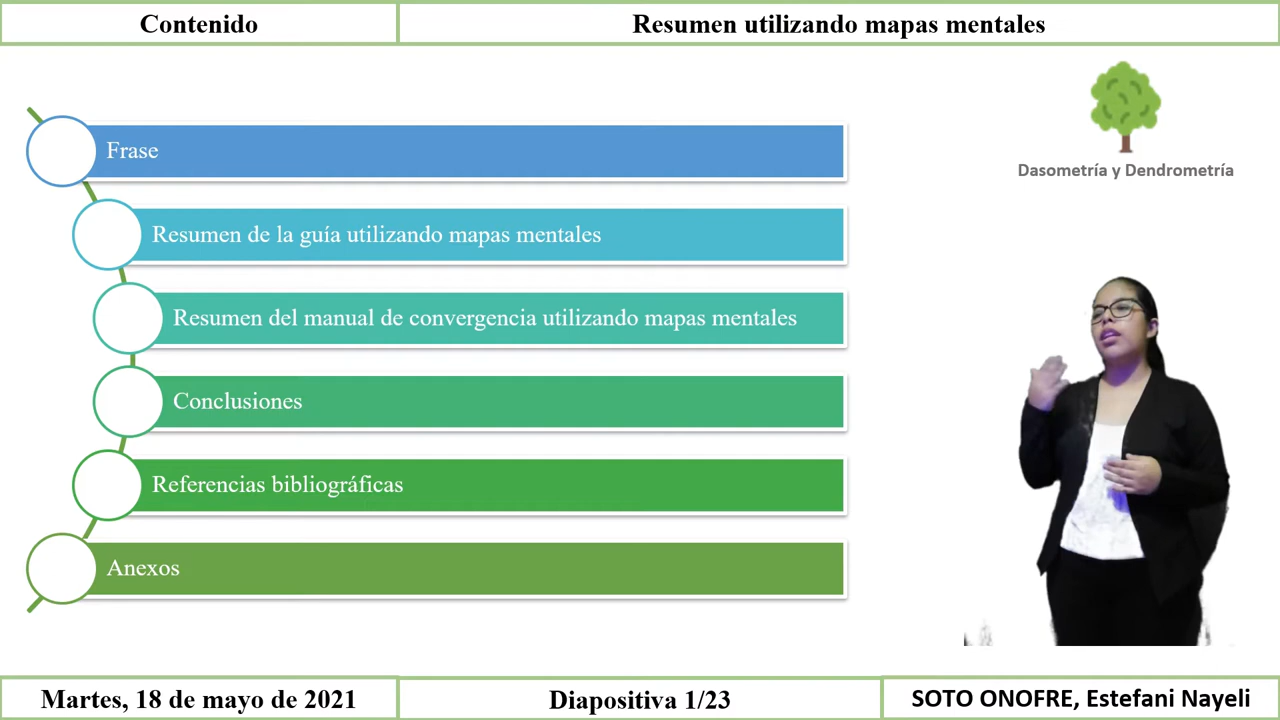 Contenido
Resumen utilizando mapas mentales
Dasometría y Dendrometría
Frase
Resumen de la guía utilizando mapas mentales
Resumen del manual de convergencia utilizando mapas mentales
Conclusiones
Referencias bibliográficas
Anexos
Martes, 18 de mayo de 2021
Diapositiva 1/23
SOTO ONOFRE, Estefani Nayeli